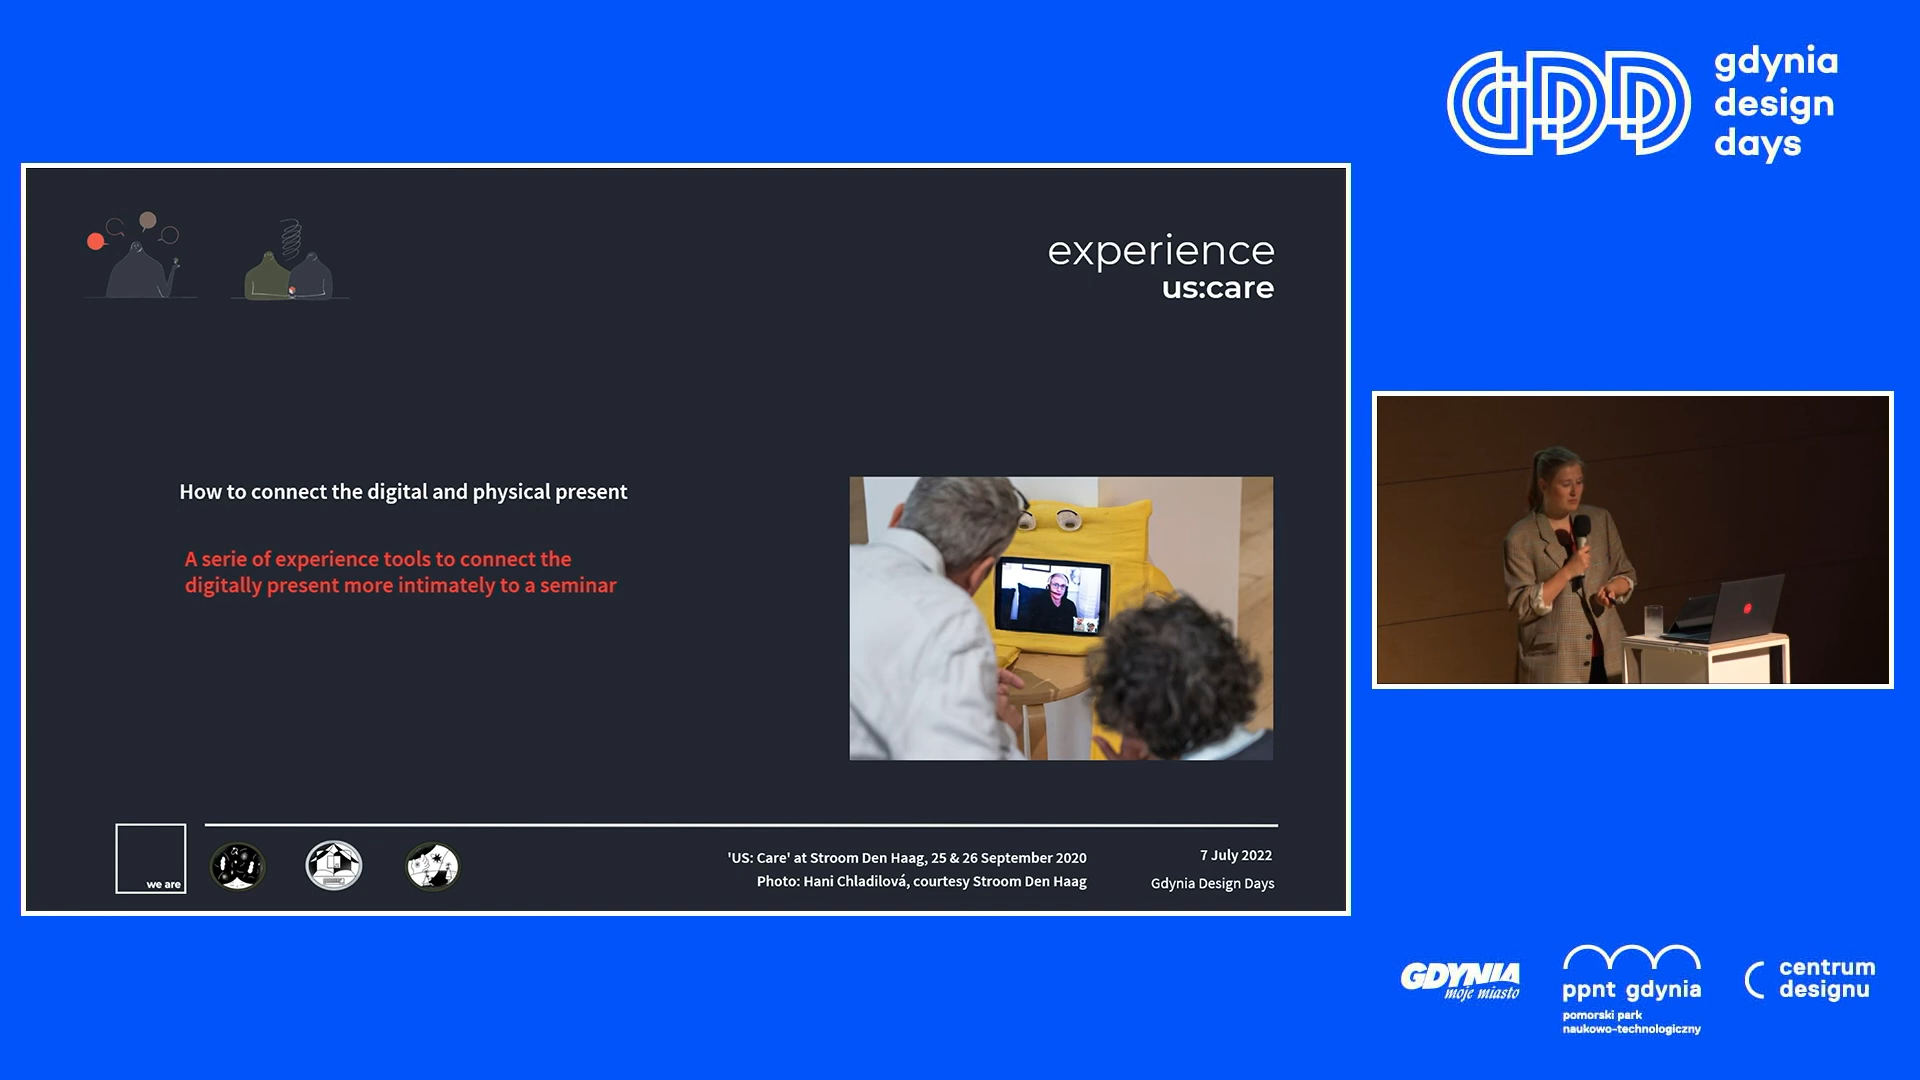 gdynia
design
days
experience
us:care
How to connect the digital and physical present
A serie of experience tools to connect the
digitally present more intimately to a seminar
we are
'US: Care' at Stroom Den Haag, 25 & 26 September 2020
Photo: Hani Chladilová, courtesy Stroom Den Haag
7 July 2022
Gdynia Design Days
GDYNIA
moje miasto
ppnt gdynia
pomorski park
naukowo-technologiczny
centrum
designu